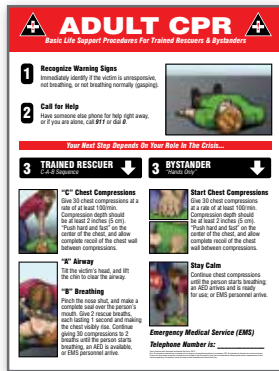 ADULT CPR
Basic Life Support Procedures For Trained Rescuers & Bystanders
1
Recognize Warning Signs
Immediately identify if the victim is unresponsive,
not breathing, or not breathing normally (gasping).
2
Call for Help
Have someone else phone for help right away,
or if you are alone, call 911 or dial 0.
Your Next Step Depends On Your Role In The Crisis...
3 TRAINED RESCUER
C-A-B Sequence
"C" Chest Compressions
Give 30 chest compressions at
a rate of at least 100/min.
Compression depth should
be at least 2 inches (5 cm).
"Push hard and fast" on the
center of the chest, and allow
complete recoil of the chest wall
between compressions.
"A" Airway
Tilt the victim's head, and lift
the chin to clear the airway.
"B" Breathing
Pinch the nose shut, and make a
complete seal over the person's
mouth. Give 2 rescue breaths,
each lasting 1 second and making
the chest visibly rise. Continue
giving 30 compressions to 2
breaths until the person starts
breathing, an AED is available,
or EMS personnel arrive.
3 BYSTANDER
"Hands Only"
Start Chest Compressions
Give 30 chest compressions
at a rate of at least 100/min.
Compression depth should be
at least 2 inches (5 cm).
"Push hard and fast" on the
center of the chest, and allow
complete recoil of the chest wall
between compressions.
Stay Calm
Continue chest compressions
until the person starts breathing;
an AED arrives and is ready
for use; or EMS personnel arrive.
Emergency Medical Service (EMS)
Telephone Number is: